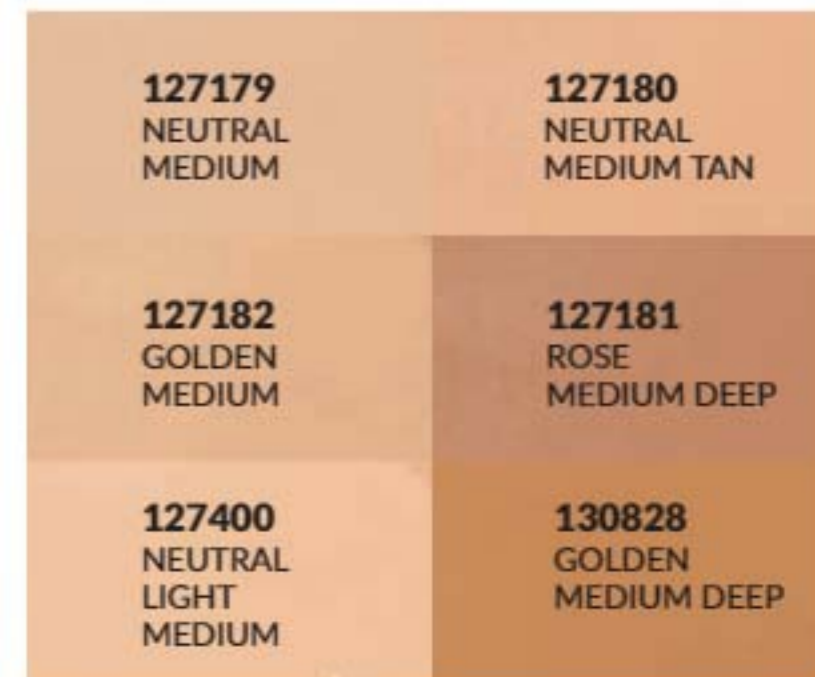 127179
NEUTRAL
MEDIUM
127180
NEUTRAL
MEDIUM TAN
127182
GOLDEN
MEDIUM
127181
ROSE
MEDIUM DEEP
127400
NEUTRAL
LIGHT
MEDIUM
130828
GOLDEN
MEDIUM DEEP